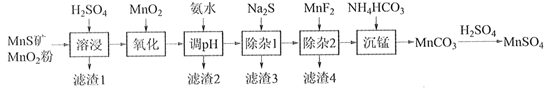 H2SO4 MnO2 氨水 Na2S MnF2 NH4HCO3
MnS矿 MnO2粉 溶浸 氧化 调pH 除杂1 除杂2 沉锰 MnCO3 H2SO4 MnSO4
滤渣1 滤渣2 滤渣3 滤渣4